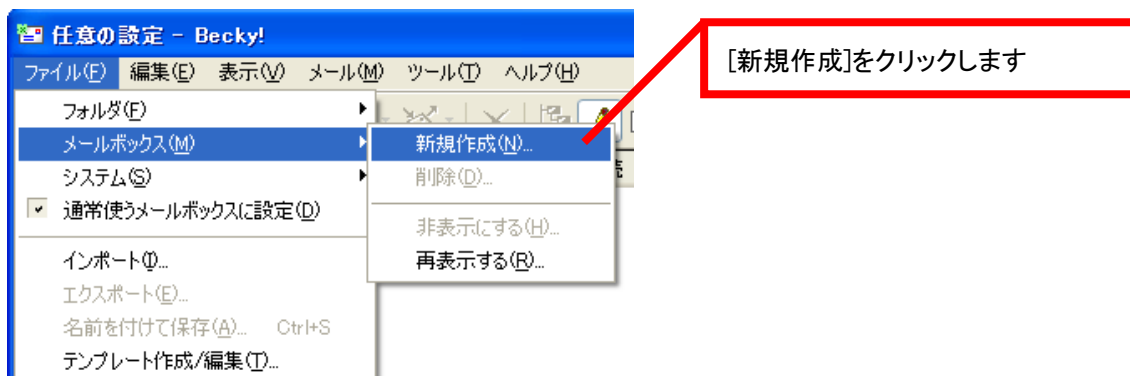 任意の設定 - Becky!
[新規作成]をクリックします
ファイル(F) 編集(E) 表示(V) メール(M) ツール(T) ヘルプ(H)
フォルダ(F)
メールボックス(M)
システム(S)
通常使うメールボックスに設定(D)
インポート(I)...
エクスポート(E)...
名前を付けて保存(A)... Ctrl+S
テンプレート作成/編集(T)...
新規作成(N)...
削除(D)...
非表示にする(H)...
再表示する(R)...